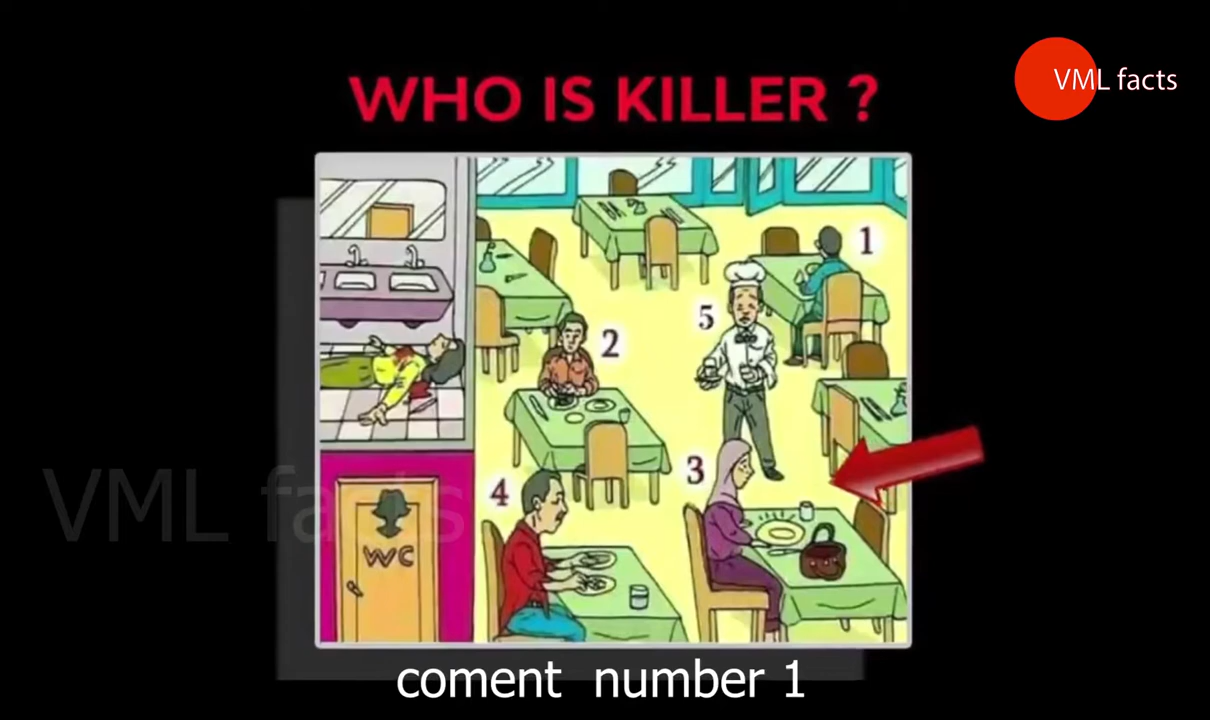 VML facts
WHO IS KILLER ?
1
5
2
3
4
VML facts
WC
coment number 1